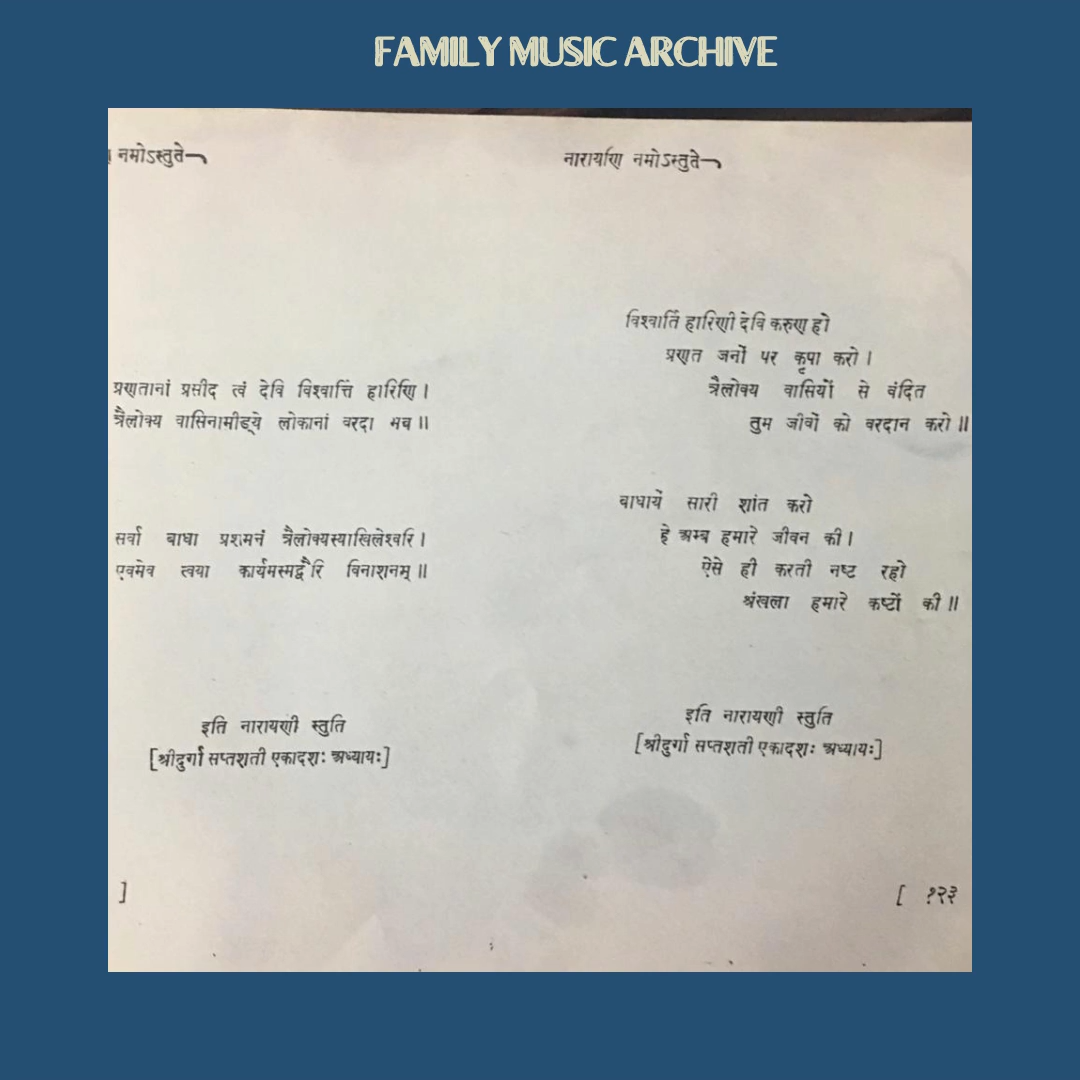 FAMILY MUSIC ARCHIVE
नमोऽस्तुते
प्रणतानां प्रसीद त्वं देवि विश्वार्त्ति हारिणि ।
त्रैलोक्य वासिनामीड्ये लोकानां वरदा भव ॥
सर्वा बाधा प्रशमनं त्रैलोक्यस्याखिलेश्वरि ।
एवमेव त्वया कार्यमस्मद्वैरि विनाशनम् ॥
इति नारायणी स्तुति
[श्रीदुर्गा सप्तशती एकादशः अध्यायः]
]
नारायणि नमोऽस्तुते
विश्वार्ति हारिणी देवि करुण हो
प्रणत जनों पर कृपा करो ।
त्रैलोक्य वासियों से वंदित
तुम जीवों को वरदान करो ॥
बाधायें सारी शांत करो
हे अम्ब हमारे जीवन की ।
ऐसे ही करती नष्ट रहो
श्रंखला हमारे कष्टों की ॥
इति नारायणी स्तुति
[श्रीदुर्गा सप्तशती एकादशः अध्यायः]
[ १२३